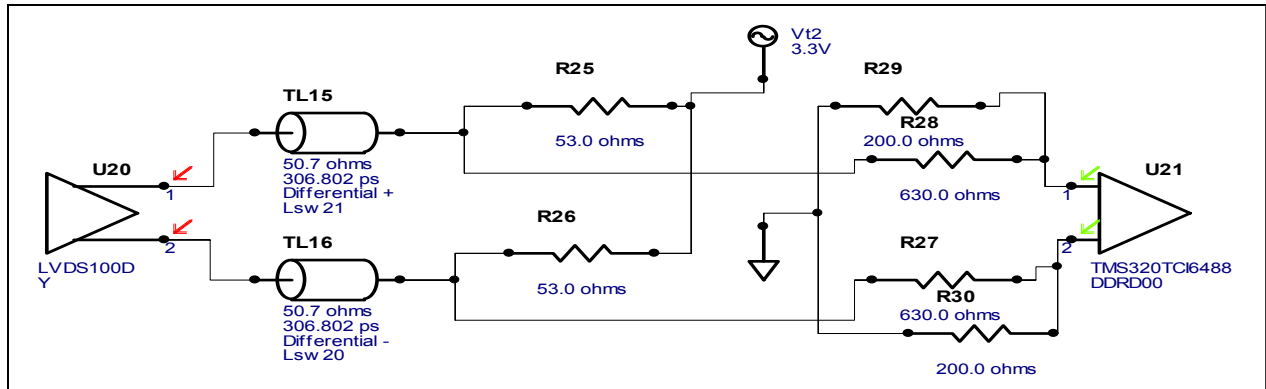 Vt2
3.3V
R25
R29
TL15
R28
53.0 ohms
200.0 ohms
U20
50.7 ohms
306.802 ps
Differential +
Lsw 21
630.0 ohms
U21
1
1
R26
2
2
TL16
R27
LVDS100D
Y
TMS320TCI6488
DDRD00
53.0 ohms
R30
630.0 ohms
50.7 ohms
306.802 ps
Differential -
Lsw 20
200.0 ohms